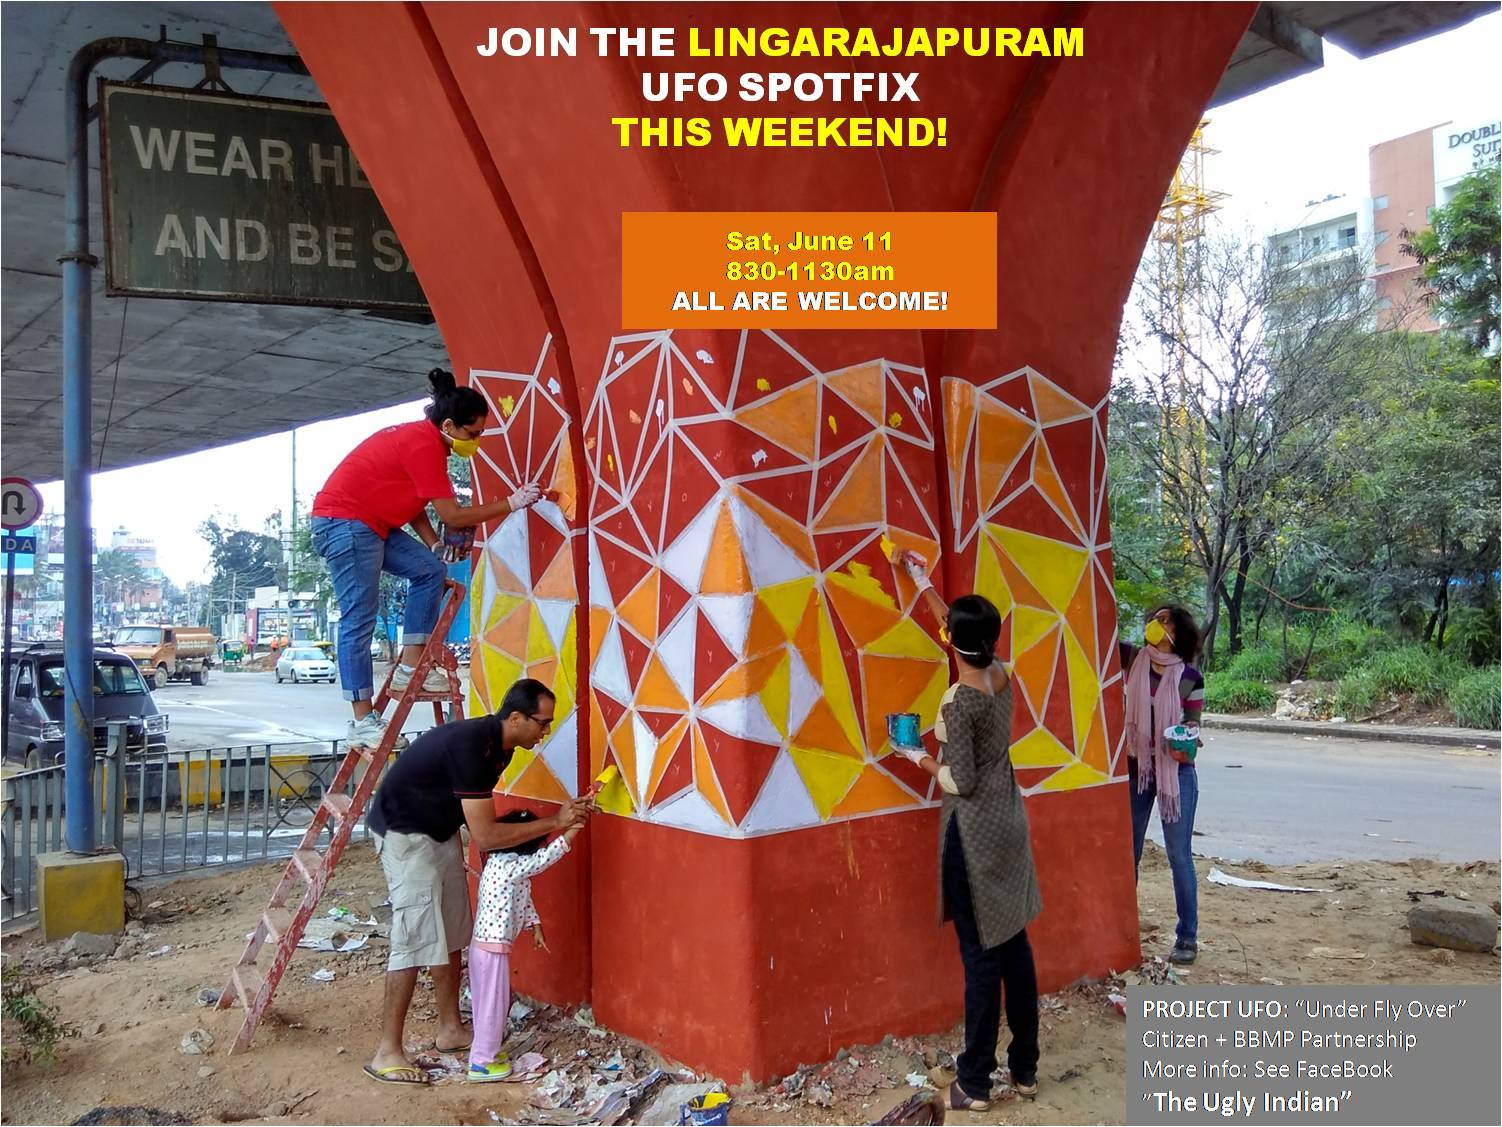 JOIN THE LINGARAJAPURAM
UFO SPOTFIX
THIS WEEKEND!
Sat, June 11
830-1130am
ALL ARE WELCOME!
WEAR
AND BE
PROJECT UFO: “Under Fly Over”
Citizen + BBMP Partnership
More info: See FaceBook
”The Ugly Indian”